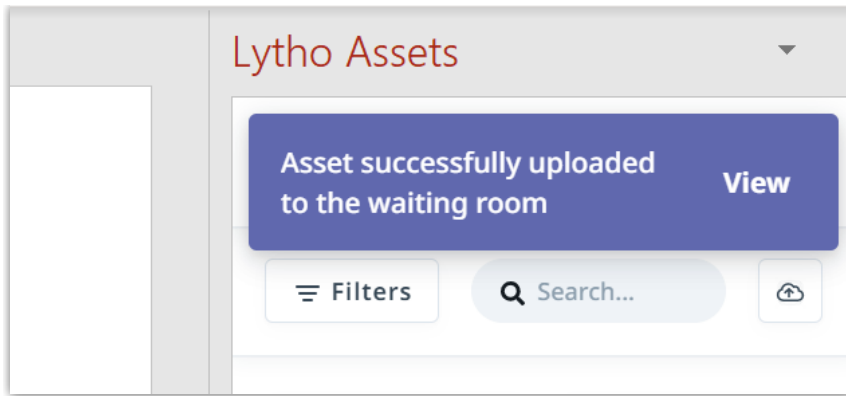 Lytho Assets
Asset successfully uploaded
to the waiting room
View
Filters
Search...